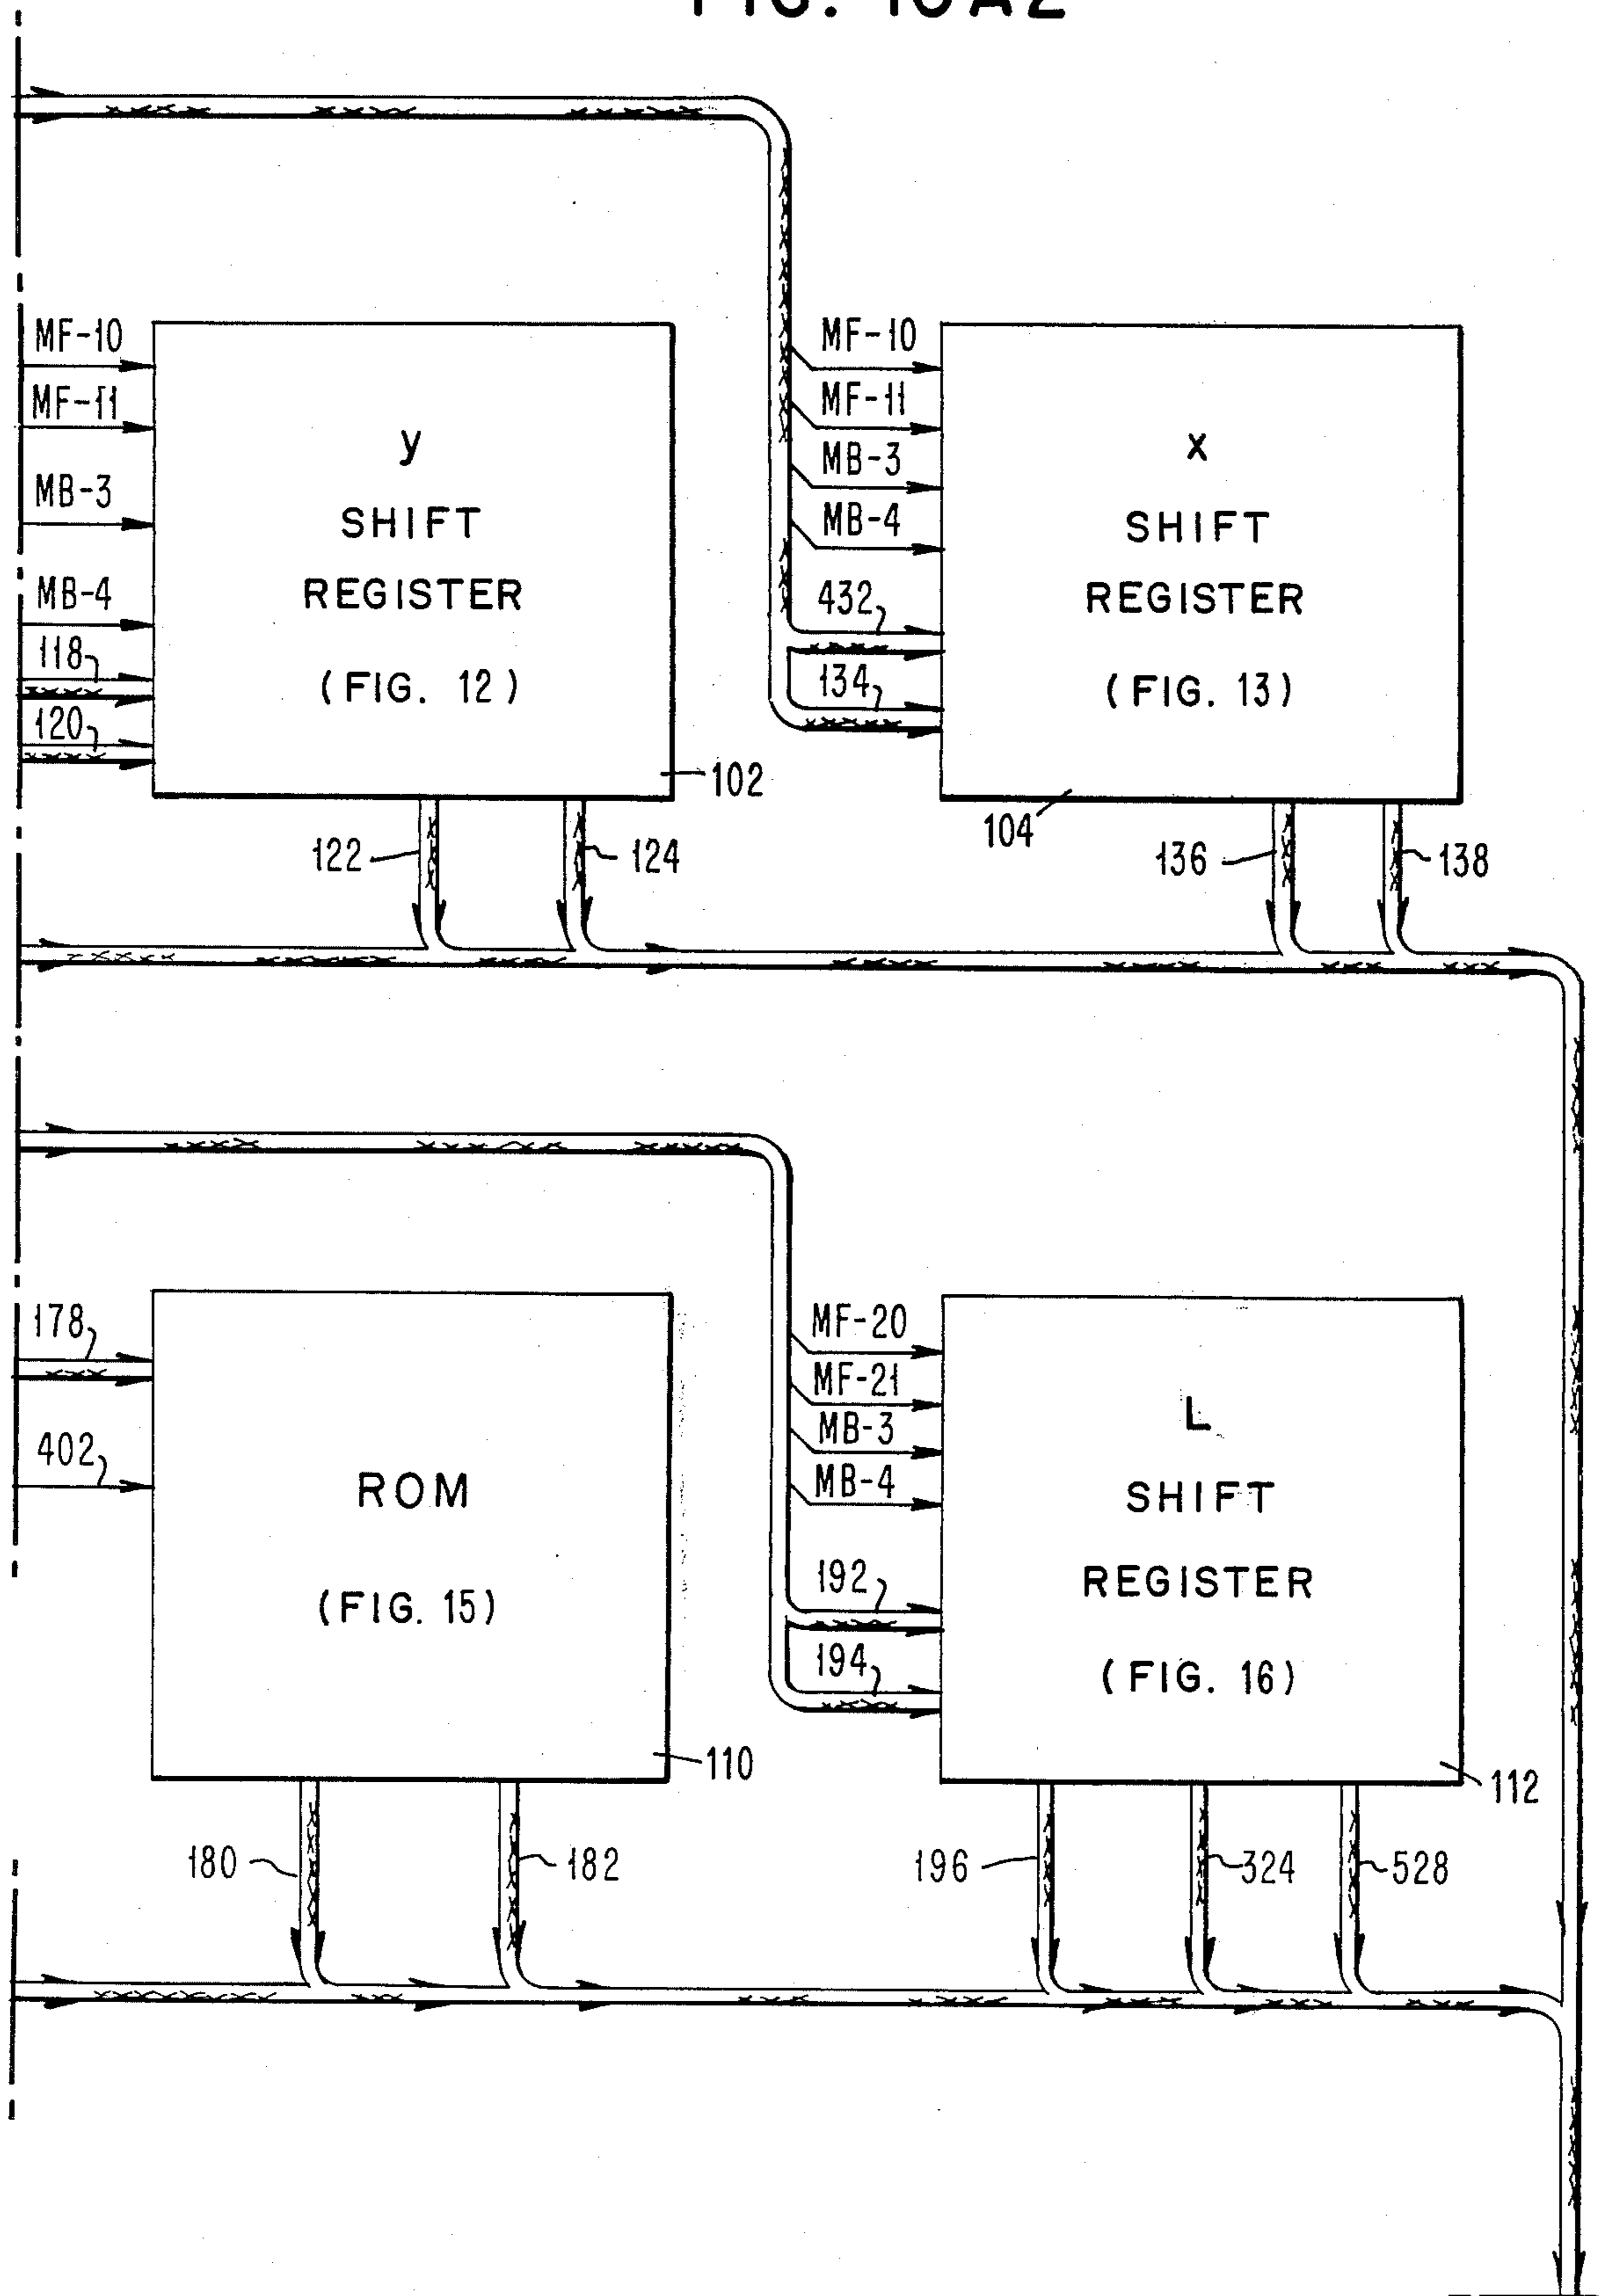 FIG. 10A2
MF-10
MF-11
MB-3
MB-4
118
120
y
SHIFT
REGISTER
(FIG. 12)
102
122
124
MF-10
MF-11
MB-3
MB-4
432
134
x
SHIFT
REGISTER
(FIG. 13)
104
136
138
178
402
ROM
(FIG. 15)
110
180
182
MF-20
MF-21
MB-3
MB-4
192
194
L
SHIFT
REGISTER
(FIG. 16)
112
196
324
528